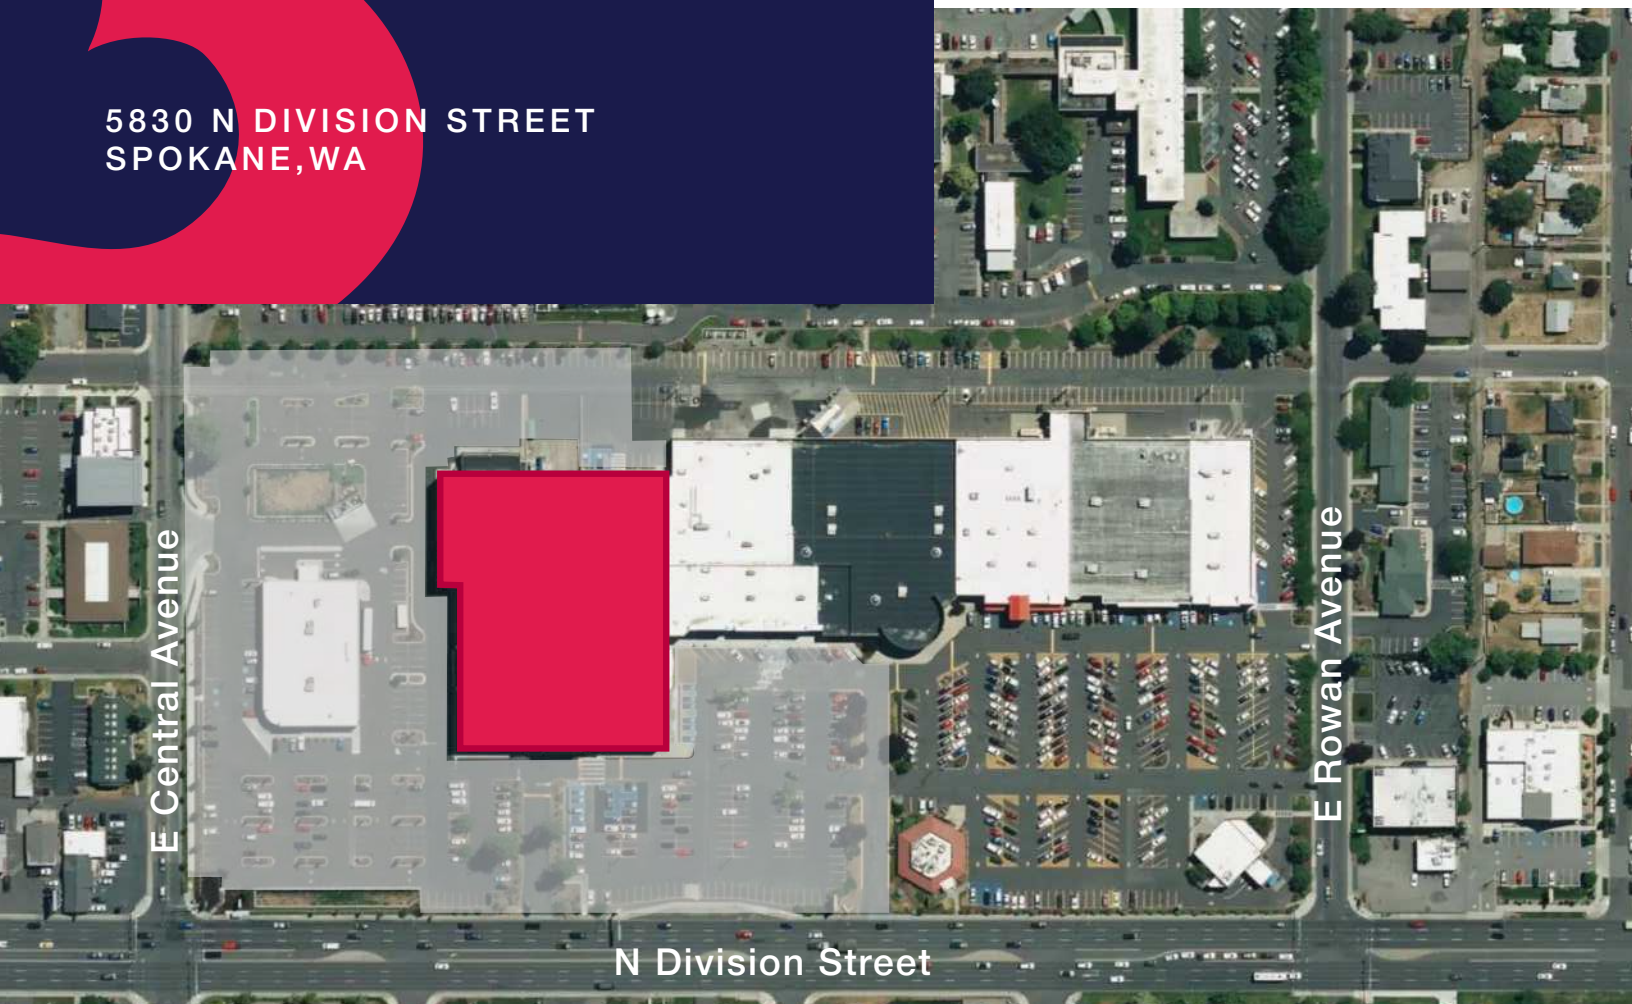 5830 N DIVISION STREET
SPOKANE,WA
E Central Avenue
E Rowan Avenue
N Division Street